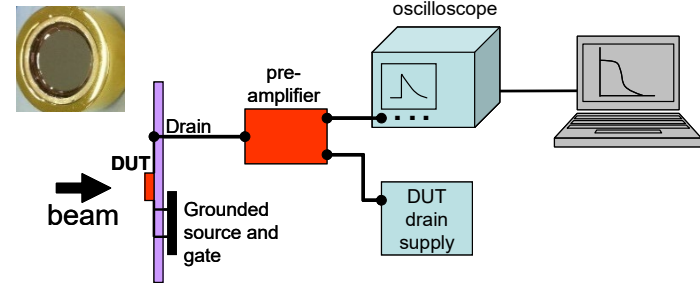 oscilloscope
pre-
amplifier
Drain
DUT
beam
Grounded
source and
gate
DUT
drain
supply